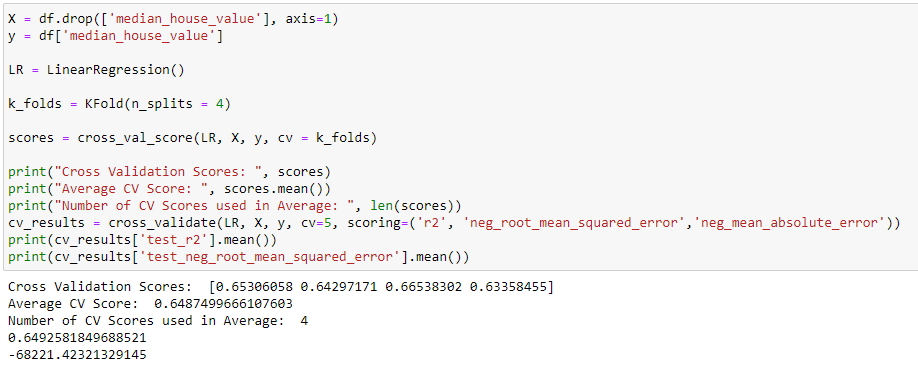 X = df.drop(['median_house_value'], axis=1)
y = df['median_house_value']
LR = LinearRegression()
k_folds = KFold(n_splits = 4)
scores = cross_val_score(LR, X, y, cv = k_folds)
print("Cross Validation Scores: ", scores)
print("Average CV Score: ", scores.mean())
print("Number of CV Scores used in Average: ", len(scores))
cv_results = cross_validate(LR, X, y, cv=5, scoring=('r2', 'neg_root_mean_squared_error','neg_mean_absolute_error'))
print(cv_results['test_r2'].mean())
print(cv_results['test_neg_root_mean_squared_error'].mean())
Cross Validation Scores:  [0.65306058 0.64297171 0.66538302 0.63358455]
Average CV Score:  0.6487499666107603
Number of CV Scores used in Average:  4
0.6492581849688521
-68221.42321329145